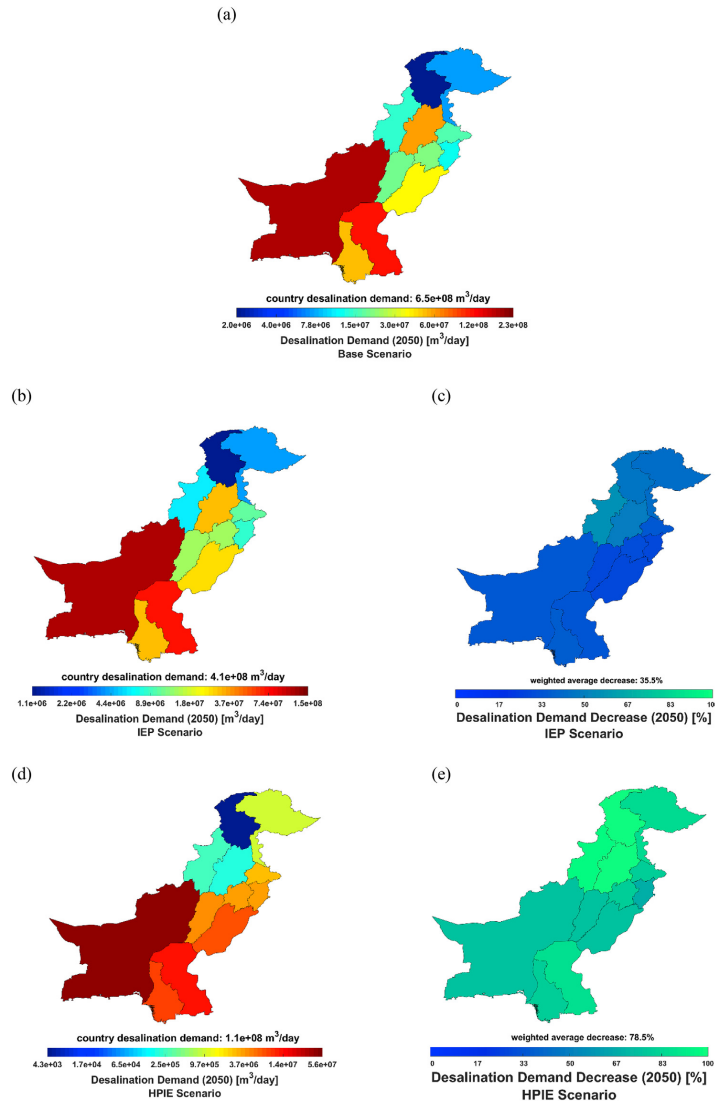 (a)
country desalination demand: 6.5e+08 m³/day
2.0e+06 4.0e+06 7.8e+06 1.5e+07 3.0e+07 6.0e+07 1.2e+08 2.3e+08
Desalination Demand (2050) [m³/day]
Base Scenario
(b) (c)
country desalination demand: 4.1e+08 m³/day
1.1e+06 2.2e+06 4.4e+06 8.9e+06 1.8e+07 3.7e+07 7.4e+07 1.5e+08
Desalination Demand (2050) [m³/day]
IEP Scenario
weighted average decrease: 35.5%
0 17 33 50 67 83 100
Desalination Demand Decrease (2050) [%]
IEP Scenario
(d) (e)
country desalination demand: 1.1e+08 m³/day
4.3e+03 1.7e+04 6.5e+04 2.5e+05 9.7e+05 3.7e+06 1.4e+07 5.6e+07
Desalination Demand (2050) [m³/day]
HPIE Scenario
weighted average decrease: 78.5%
0 17 33 50 67 83 100
Desalination Demand Decrease (2050) [%]
HPIE Scenario